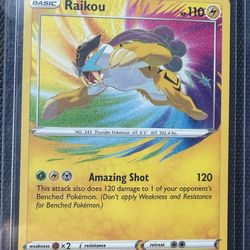 BASIC
Raikou
HP 110
NO. 243 Thunder Pokémon HT: 6'3" WT: 392.4 lbs.
Amazing Shot 120
This attack also does 120 damage to 1 of your opponent's
Benched Pokémon. (Don't apply Weakness and Resistance
for Benched Pokémon.)
weakness ×2 resistance retreat